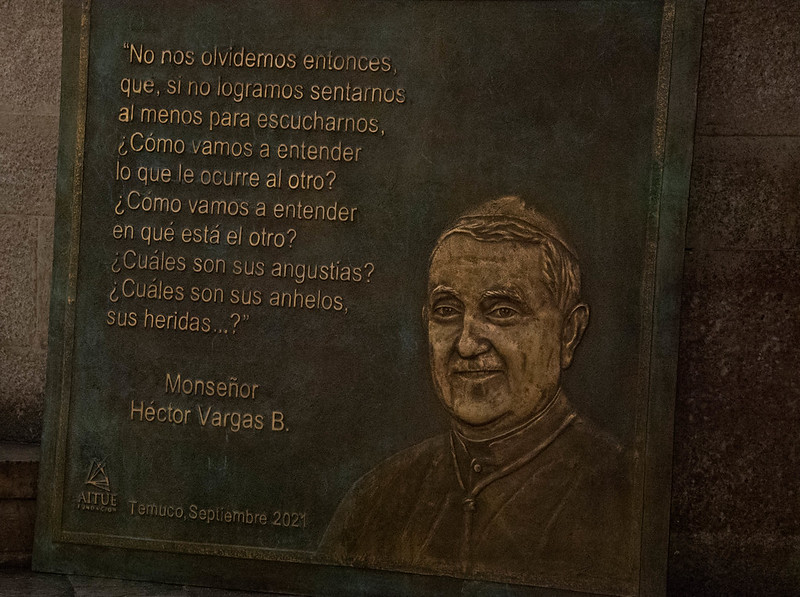 “No nos olvidemos entonces,
que, si no logramos sentarnos
al menos para escucharnos,
¿Cómo vamos a entender
lo que le ocurre al otro?
¿Cómo vamos a entender
en qué está el otro?
¿Cuáles son sus angustias?
¿Cuáles son sus anhelos,
sus heridas...?”
Monseñor
Héctor Vargas B.
AITUE
FUNDACIÓN
Temuco, Septiembre 2021